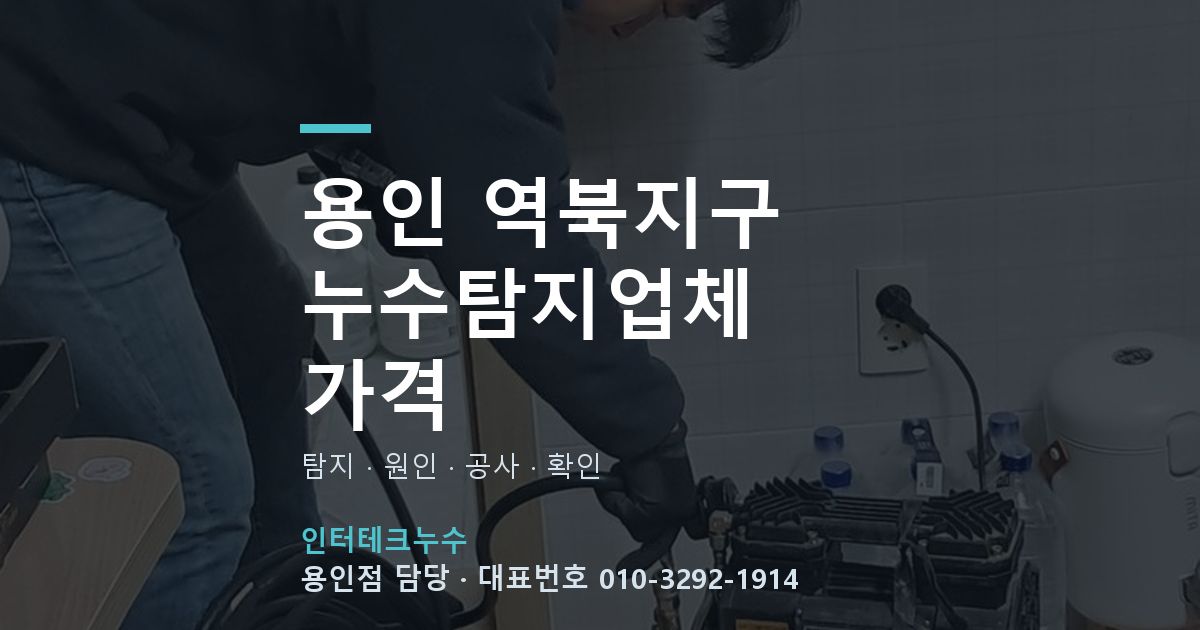 용인 역북지구
누수탐지업체
가격
탐지 · 원인 · 공사 · 확인
인터테크누수
용인점 담당 · 대표번호 010-3292-1914